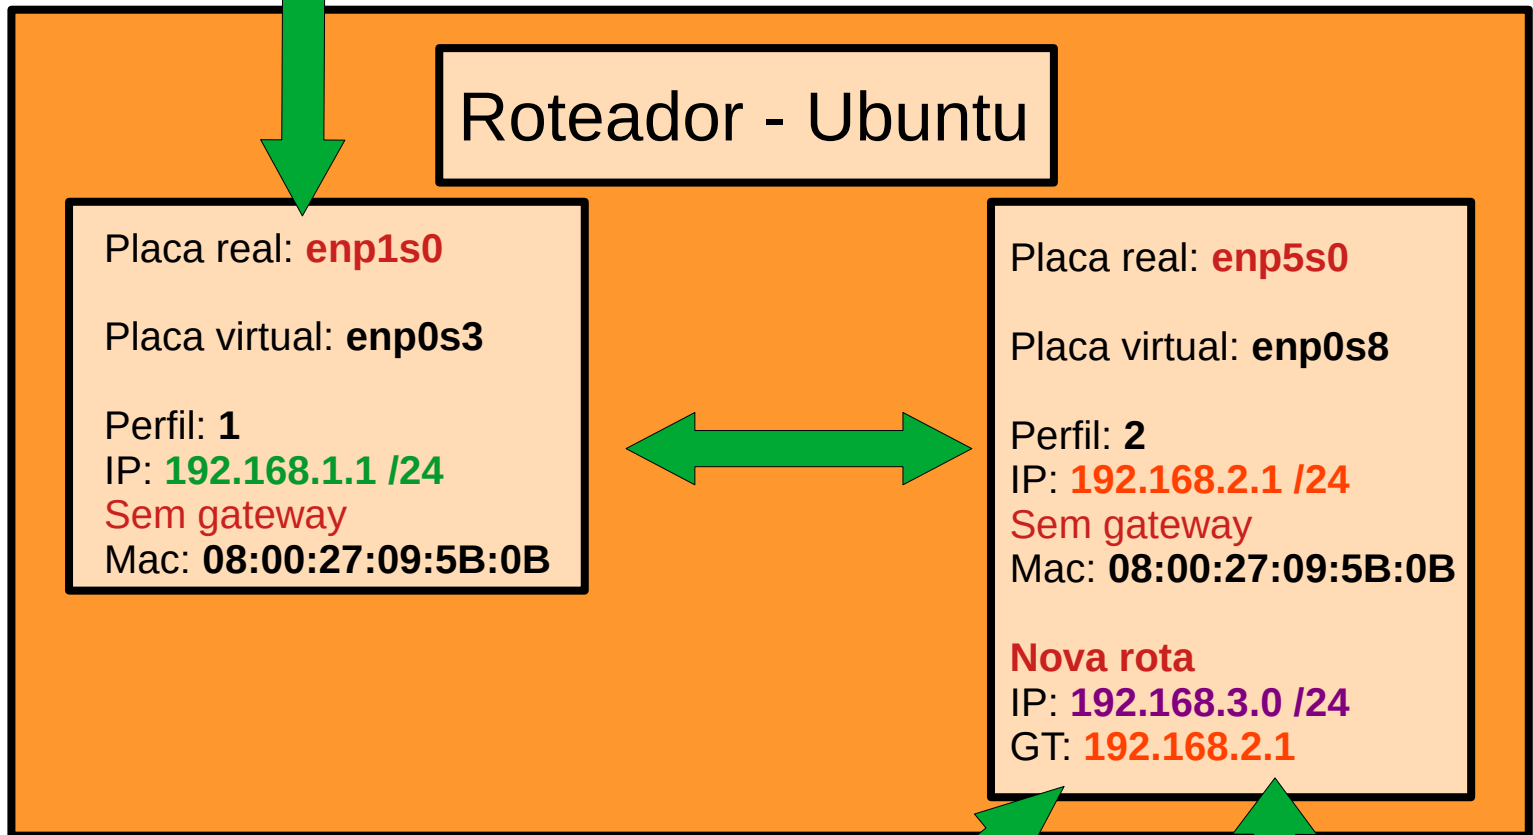 Roteador - Ubuntu
Placa real: enp1s0
Placa virtual: enp0s3
Perfil: 1
IP: 192.168.1.1 /24
Sem gateway
Mac: 08:00:27:09:5B:0B
Placa real: enp5s0
Placa virtual: enp0s8
Perfil: 2
IP: 192.168.2.1 /24
Sem gateway
Mac: 08:00:27:09:5B:0B
Nova rota
IP: 192.168.3.0 /24
GT: 192.168.2.1